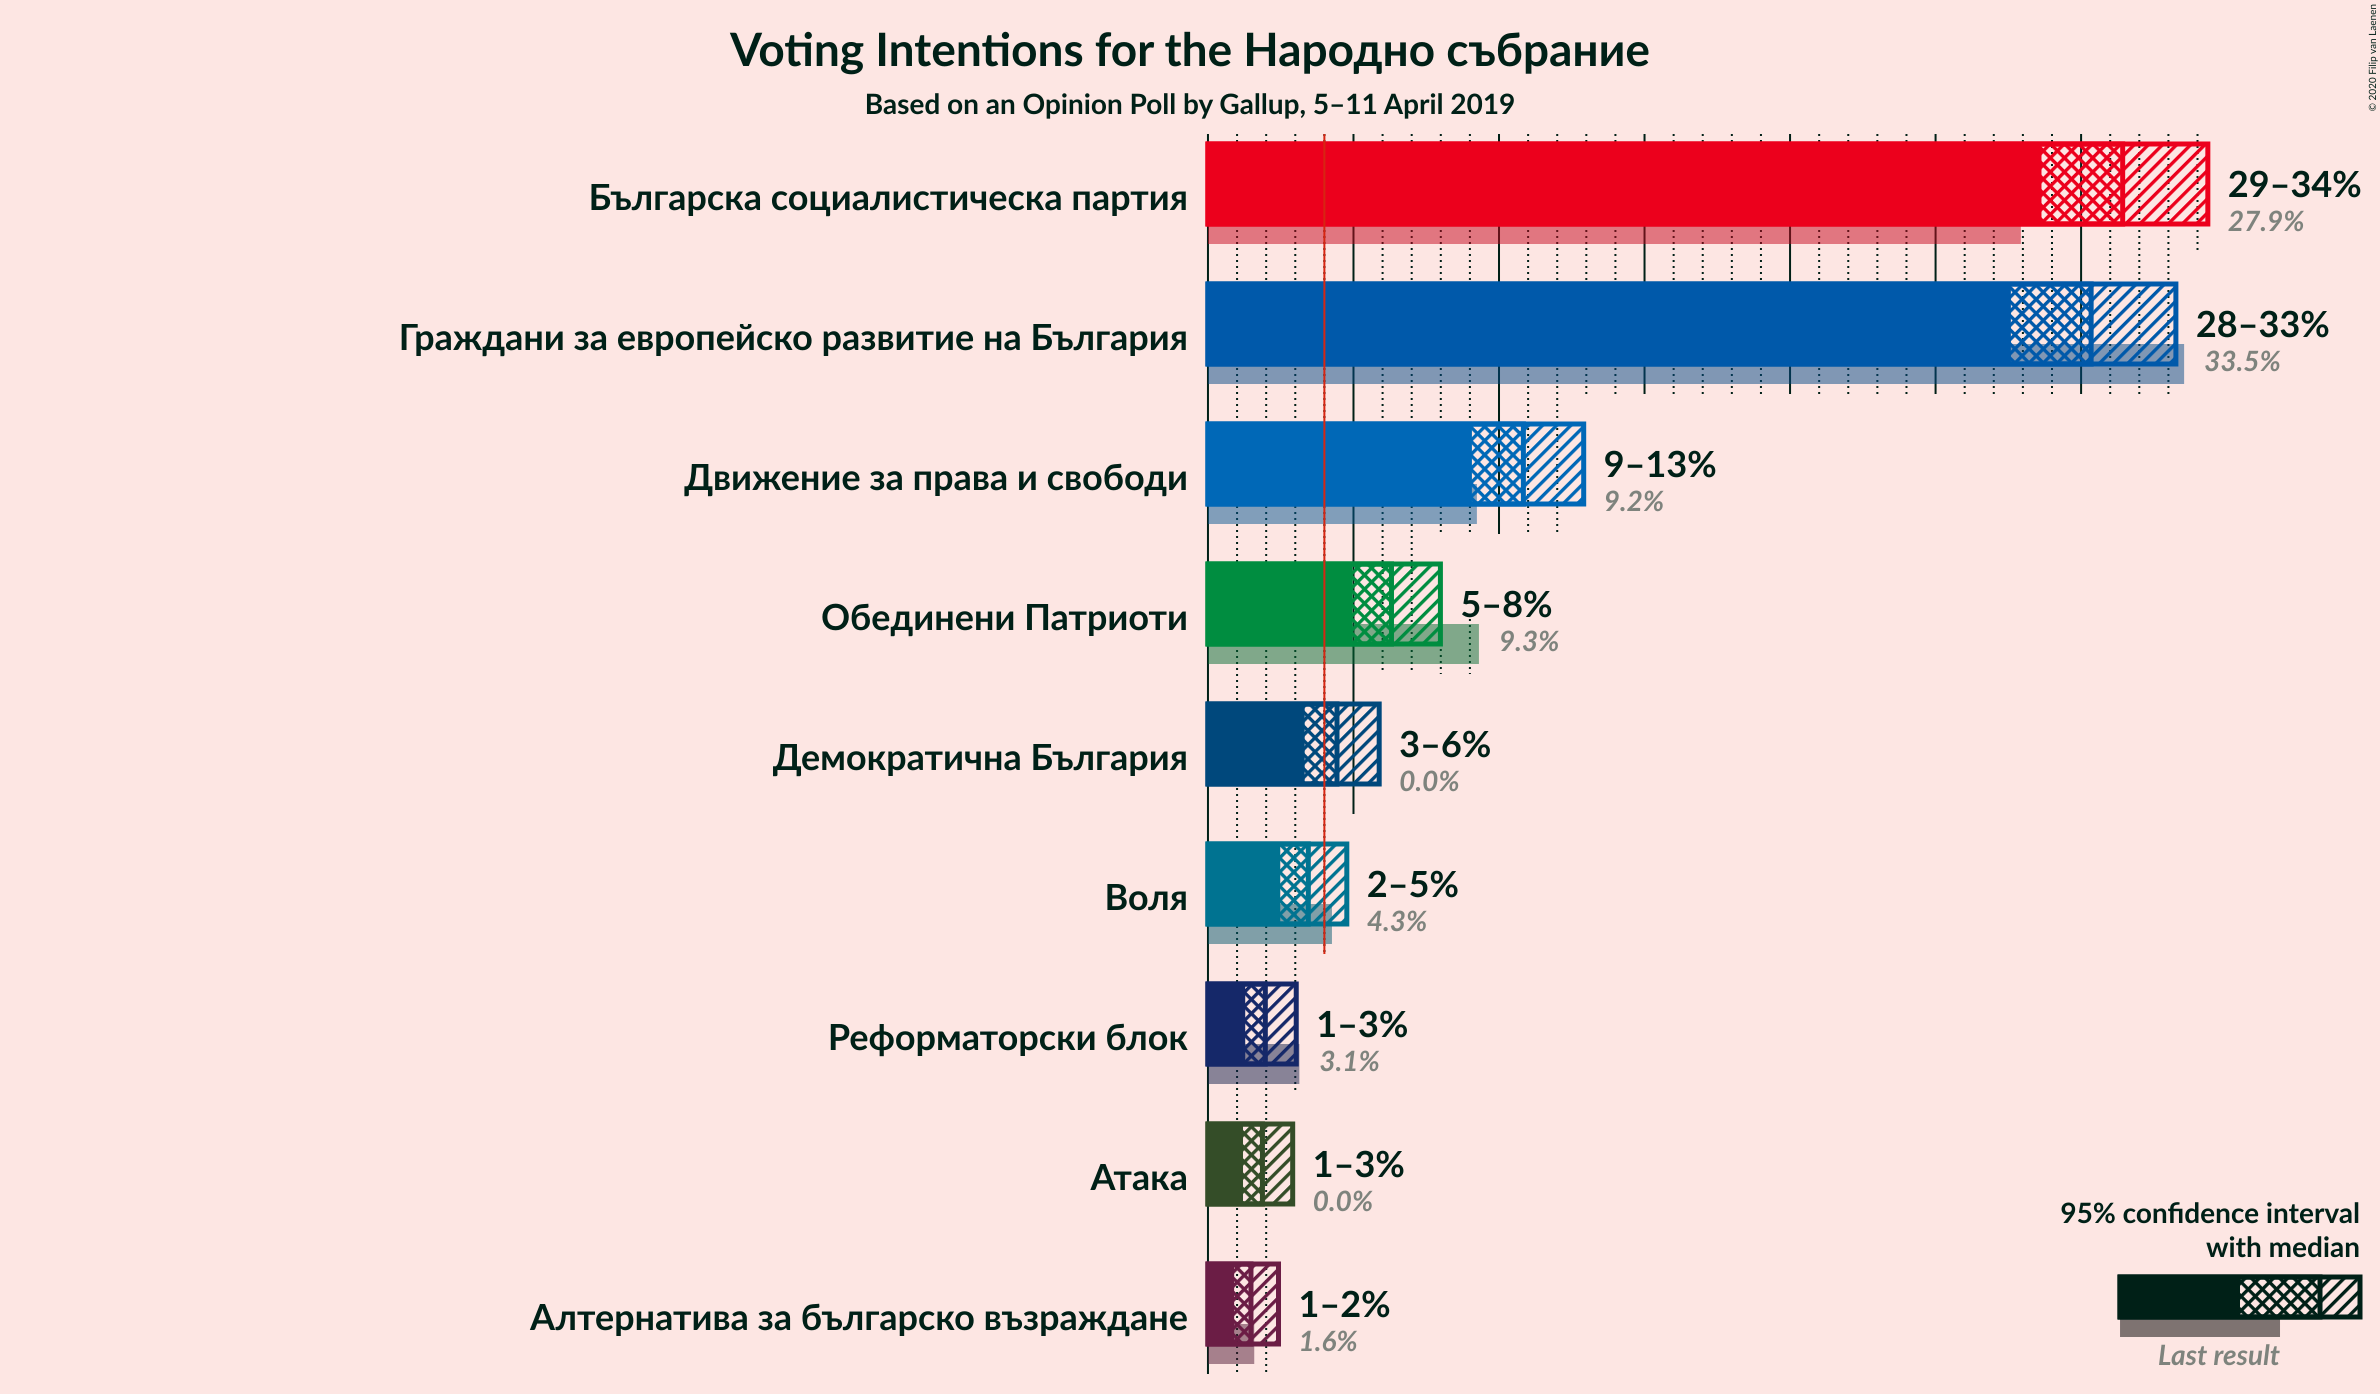 Voting Intentions for the Народно събрание
Based on an Opinion Poll by Gallup, 5–11 April 2019
© 2020 Filip van Laenen
Българска социалистическа партия
29–34%
27.9%
Граждани за европейско развитие на България
28–33%
33.5%
Движение за права и свободи
9–13%
9.2%
Обединени Патриоти
5–8%
9.3%
Демократична България
3–6%
0.0%
Воля
2–5%
4.3%
Реформаторски блок
1–3%
3.1%
Атака
1–3%
0.0%
Алтернатива за българско възраждане
1–2%
1.6%
95% confidence interval
with median
Last result